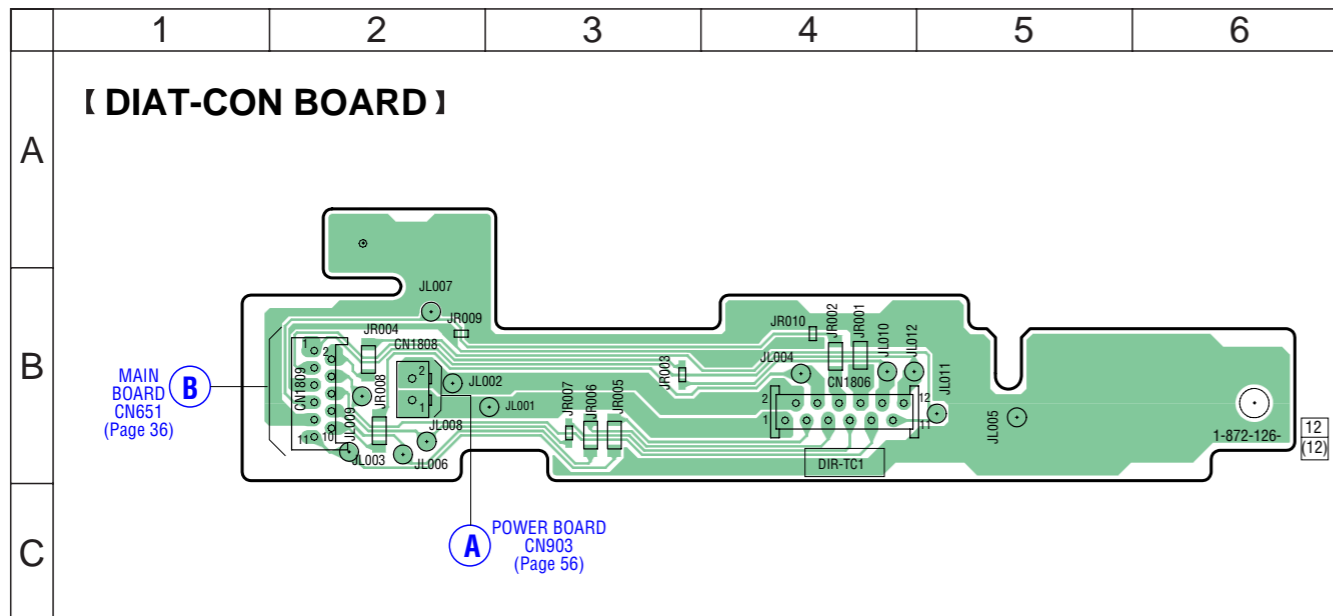 1 2 3 4 5 6
A
【 DIAT-CON BOARD 】
B
C
JL007
JR009
JR004
CN1808
1
2
CN1809
JR008
2
1
JL002
JL001
JL009
11
10
JL003
JL008
JL006
JR007
JR006
JR005
JR003
JR010
JR002
JR001
JL010
JL012
JL004
CN1806
JL011
2
1
12
11
DIR-TC1
JL005
1-872-126-
12
(12)
MAIN
BOARD
CN651
(Page 36)
B
A
POWER BOARD
CN903
(Page 56)